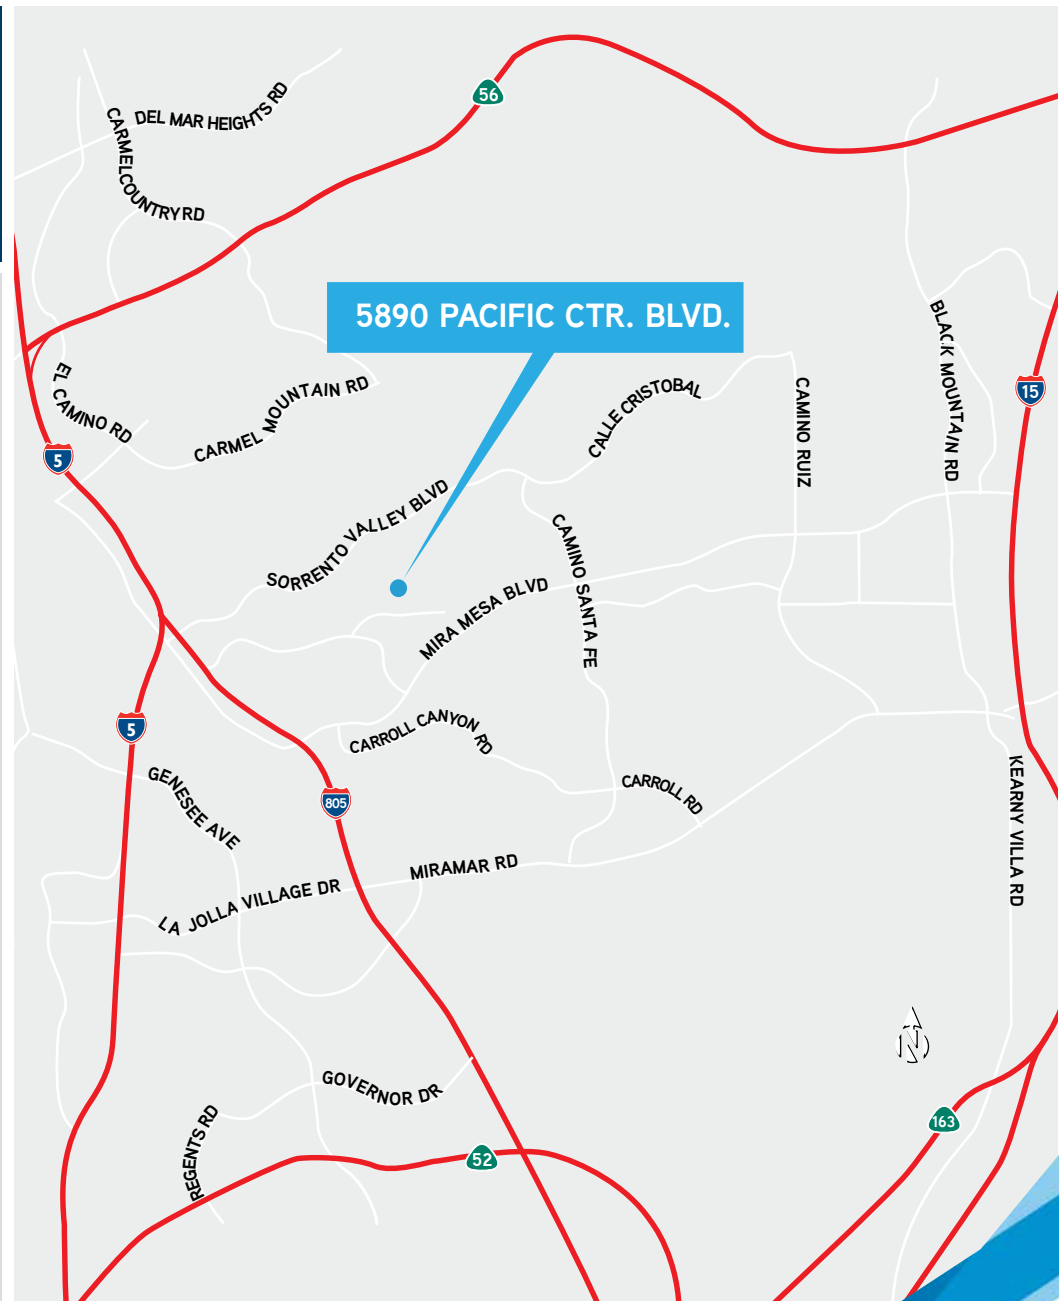 56
DEL MAR HEIGHTS RD
CARMELCOUNTRYRD
5890 PACIFIC CTR. BLVD.
BLACK MOUNTAIN RD
15
EL CAMINO RD
CARMEL MOUNTAIN RD
CALLE CRISTOBAL
CAMINO RUIZ
5
SORRENTO VALLEY BLVD
CAMINO SANTA FE
MIRA MESA BLVD
5
CARROLL CANYON RD
GENESEE AVE
805
CARROLL RD
KEARNY VILLA RD
MIRAMAR RD
LA JOLLA VILLAGE DR
N
GOVERNOR DR
REGENTS RD
163
52